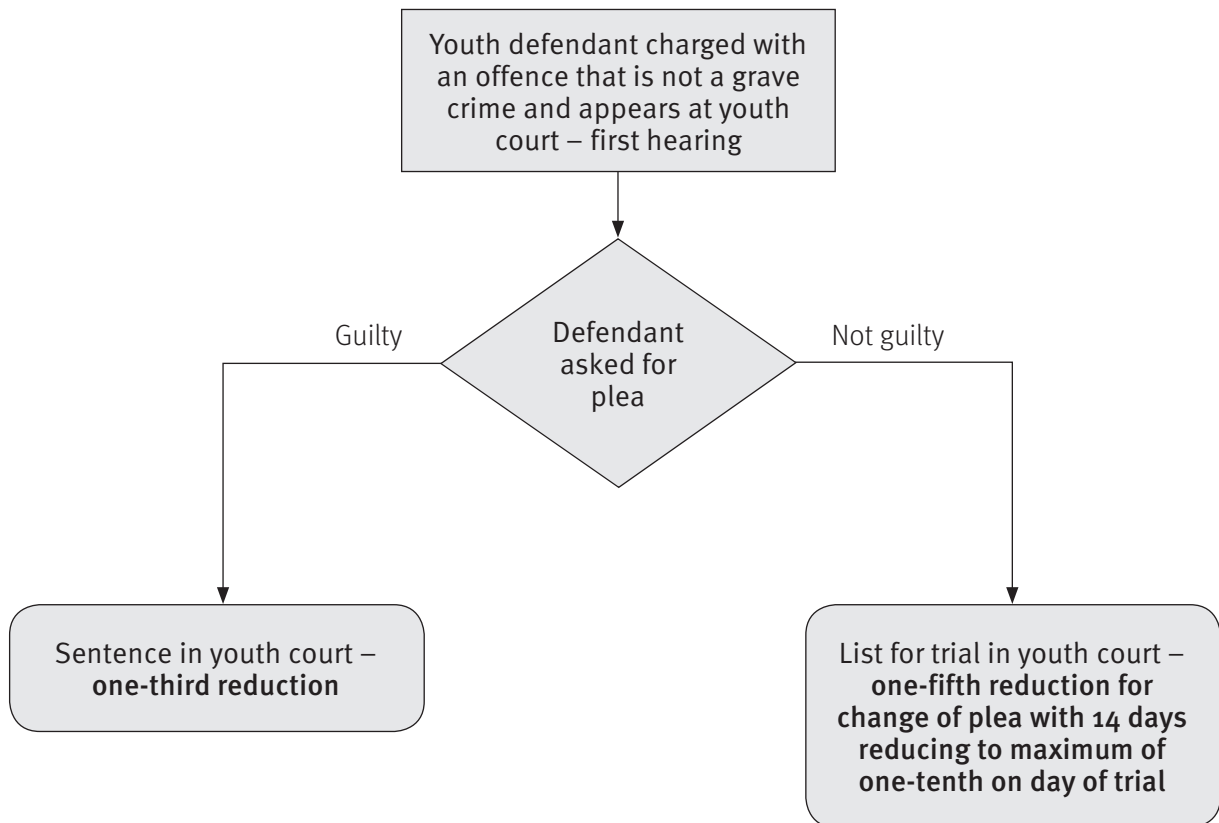 Youth defendant charged with
an offence that is not a grave
crime and appears at youth
court – first hearing
Guilty
Defendant
asked for
plea
Not guilty
Sentence in youth court –
one-third reduction
List for trial in youth court –
one-fifth reduction for
change of plea with 14 days
reducing to maximum of
one-tenth on day of trial